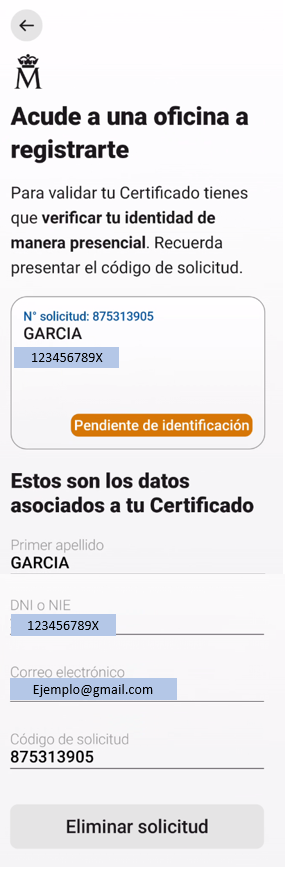 M
Acude a una oficina a
registrarte
Para validar tu Certificado tienes
que verificar tu identidad de
manera presencial. Recuerda
presentar el código de solicitud.
N° solicitud: 875313905
GARCIA
123456789X
Pendiente de identificación
Estos son los datos
asociados a tu Certificado
Primer apellido
GARCIA
DNI o NIE
123456789X
Correo electrónico
Ejemplo@gmail.com
Código de solicitud
875313905
Eliminar solicitud